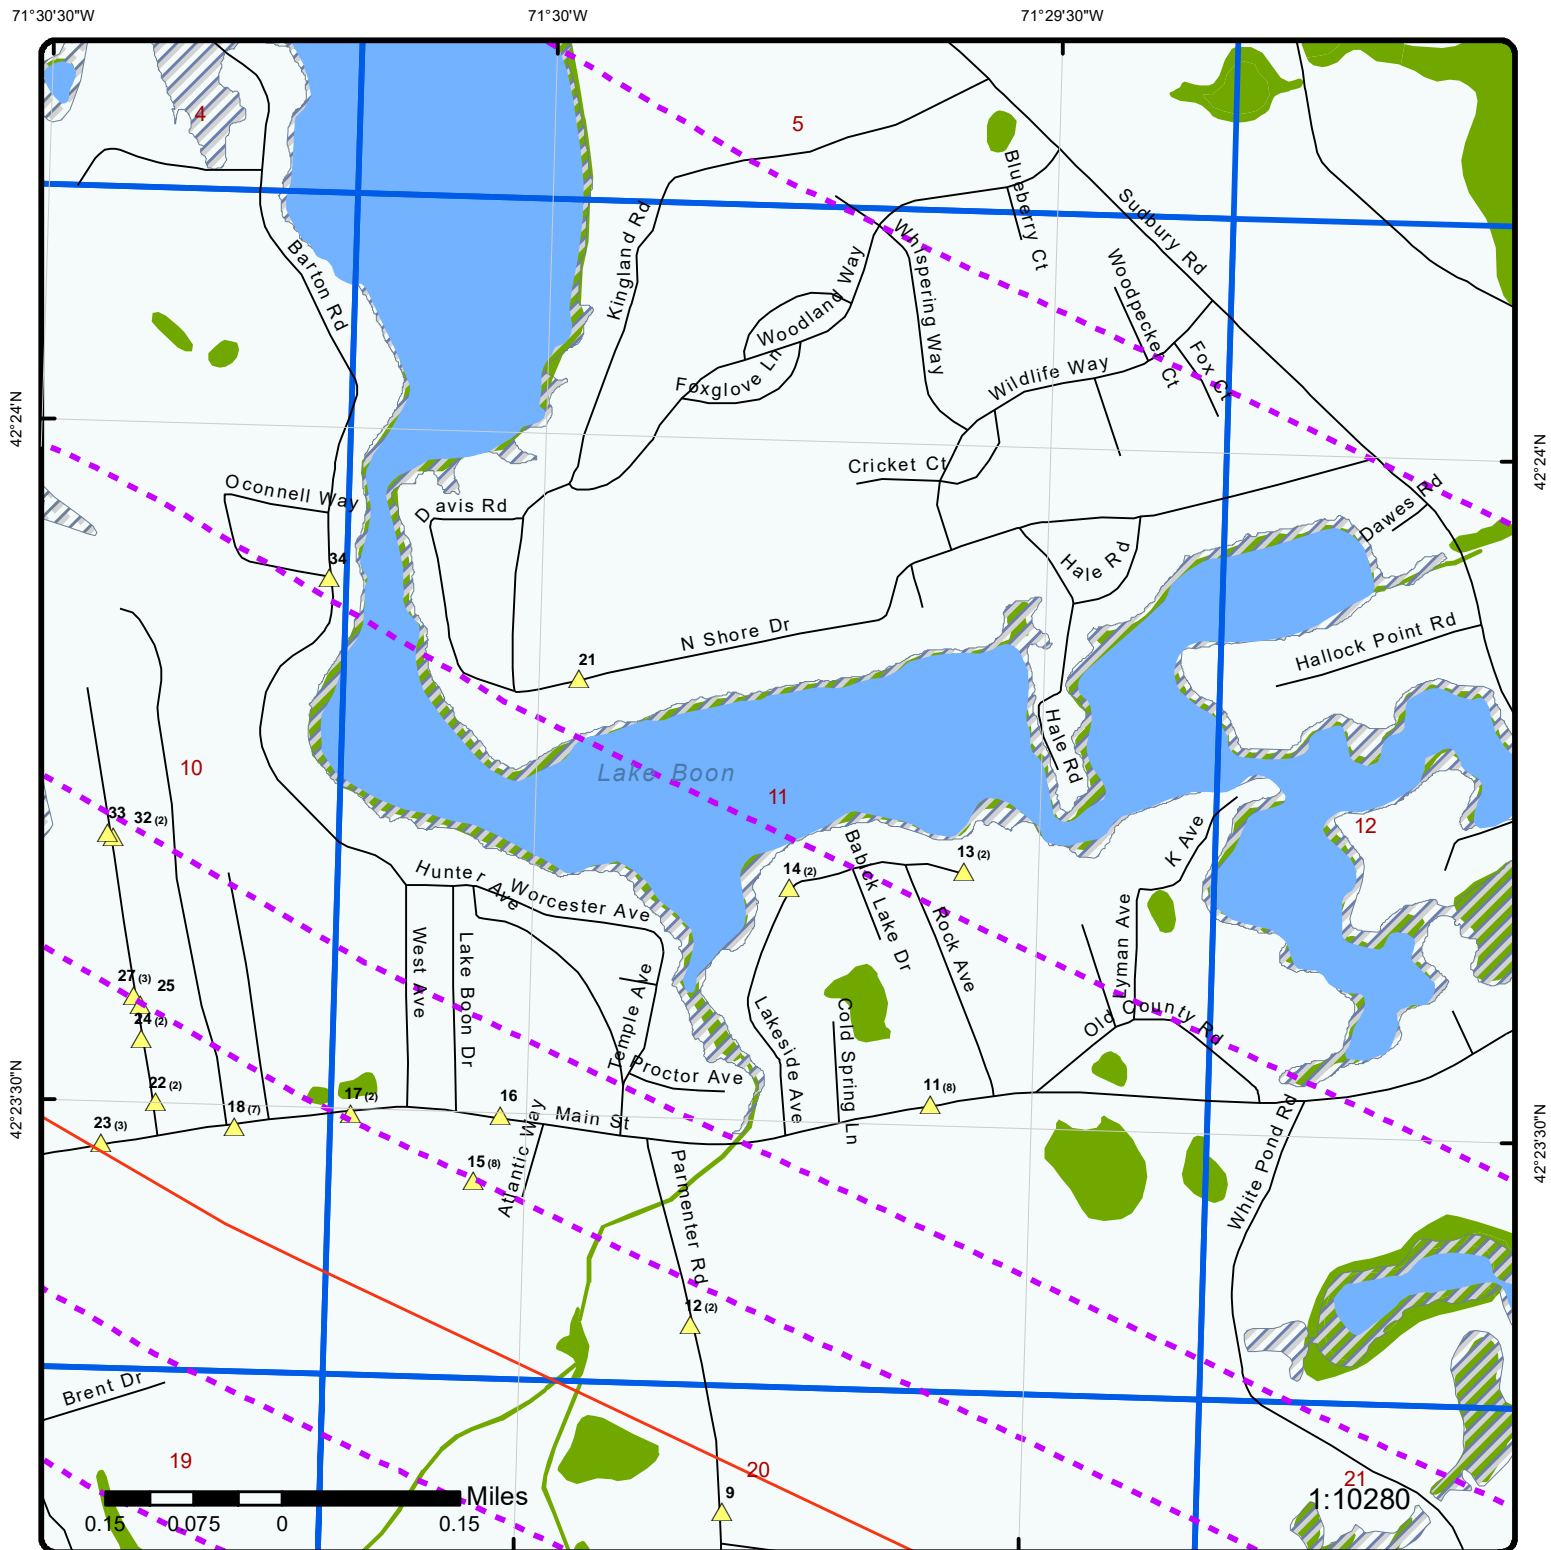 71°30'30"W
71°30'W
71°29'30"W
4
5
Blueberry Ct
Sudbury Rd
Kingland Rd
Barton Rd
Whispering Way
Woodland Way
Woodpecker Ct
Foxglove Ln
Wildlife Way
Fox Ct
42°24'N
42°24'N
Cricket Ct
Oconnell Way
Davis Rd
Dawes Rd
34
Hale Rd
N Shore Dr
Hallock Point Rd
21
Hale Rd
10
Lake Boon
11
12
33
32 (2)
K Ave
Babick Lake Dr
13 (2)
14 (2)
Hunter Ave
Worcester Ave
West Ave
Lake Boon Dr
Rock Ave
Lyman Ave
27 (3)
25
24 (2)
Temple Ave
Lakeside Ave
Cold Spring Ln
Old County Rd
Proctor Ave
42°23'30"N
42°23'30"N
22 (2)
23 (3)
18 (7)
17 (2)
16
Main St
11 (8)
Atlantic Way
15 (8)
Parmenter Rd
White Pond Rd
12 (2)
Brent Dr
19
20
21
9
Miles
1:10280
0.15
0.075
0
0.15